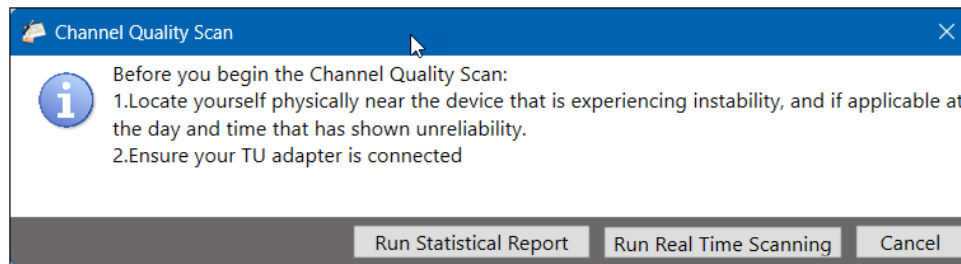 Channel Quality Scan
Before you begin the Channel Quality Scan:
1.Locate yourself physically near the device that is experiencing instability, and if applicable at
the day and time that has shown unreliability.
2.Ensure your TU adapter is connected
Run Statistical Report Run Real Time Scanning Cancel